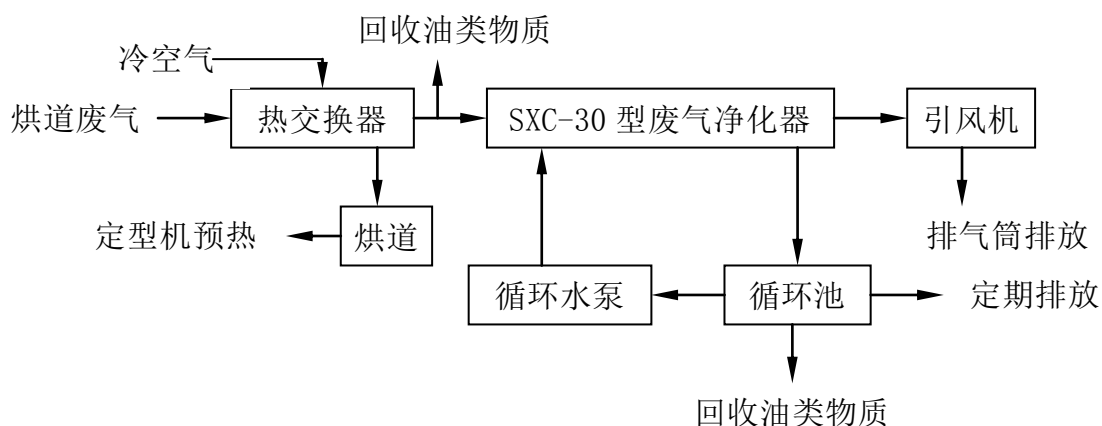 回收油类物质
冷空气
烘道废气
热交换器
SXC-30型废气净化器
引风机
定型机预热
烘道
排气筒排放
循环水泵
循环池
定期排放
回收油类物质